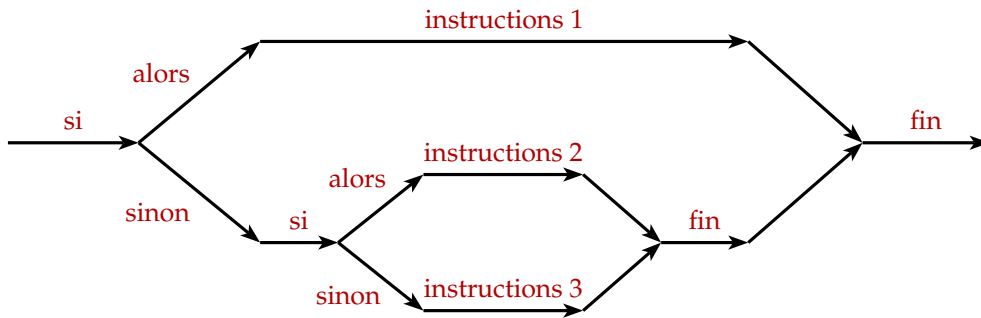 instructions 1
alors
si
fin
instructions 2
alors
sinon
si
fin
instructions 3
sinon